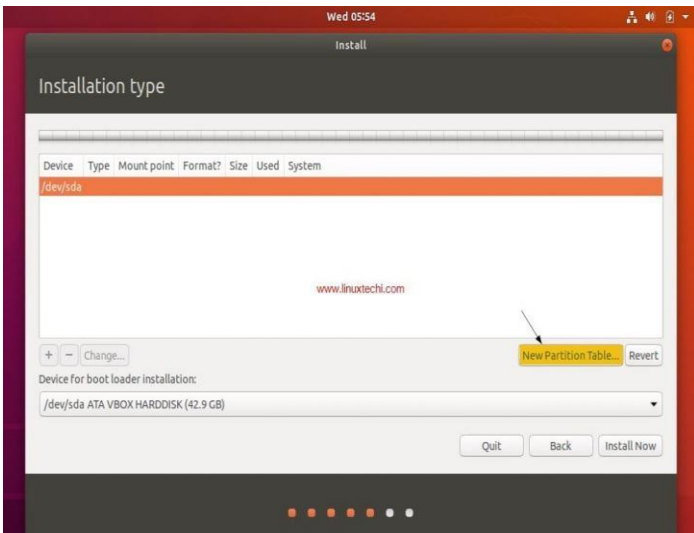 Wed 05:54
Install
Installation type
Device Type Mount point Format? Size Used System
/dev/sda
www.linuxtechi.com
+ − Change... New Partition Table... Revert
Device for boot loader installation:
/dev/sda ATA VBOX HARDDISK (42.9 GB)
Quit Back Install Now